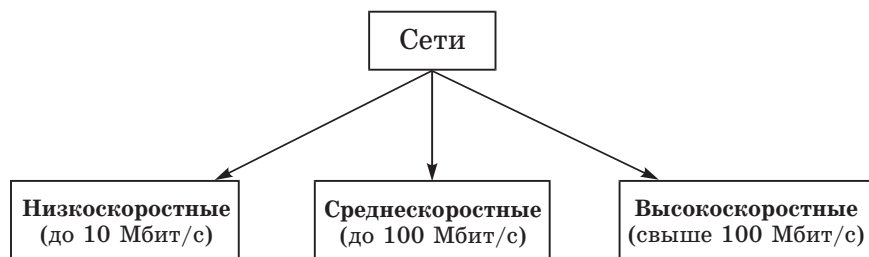 Сети
Низкоскоростные
(до 10 Мбит/с)
Среднескоростные
(до 100 Мбит/с)
Высокоскоростные
(свыше 100 Мбит/с)